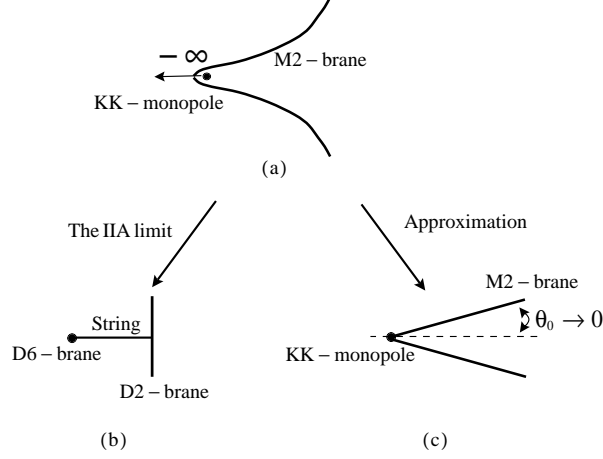 − ∞
M2 – brane
KK – monopole
(a)
The IIA limit
Approximation
M2 – brane
String
θ₀ → 0
D6 – brane
KK – monopole
D2 – brane
(b)
(c)